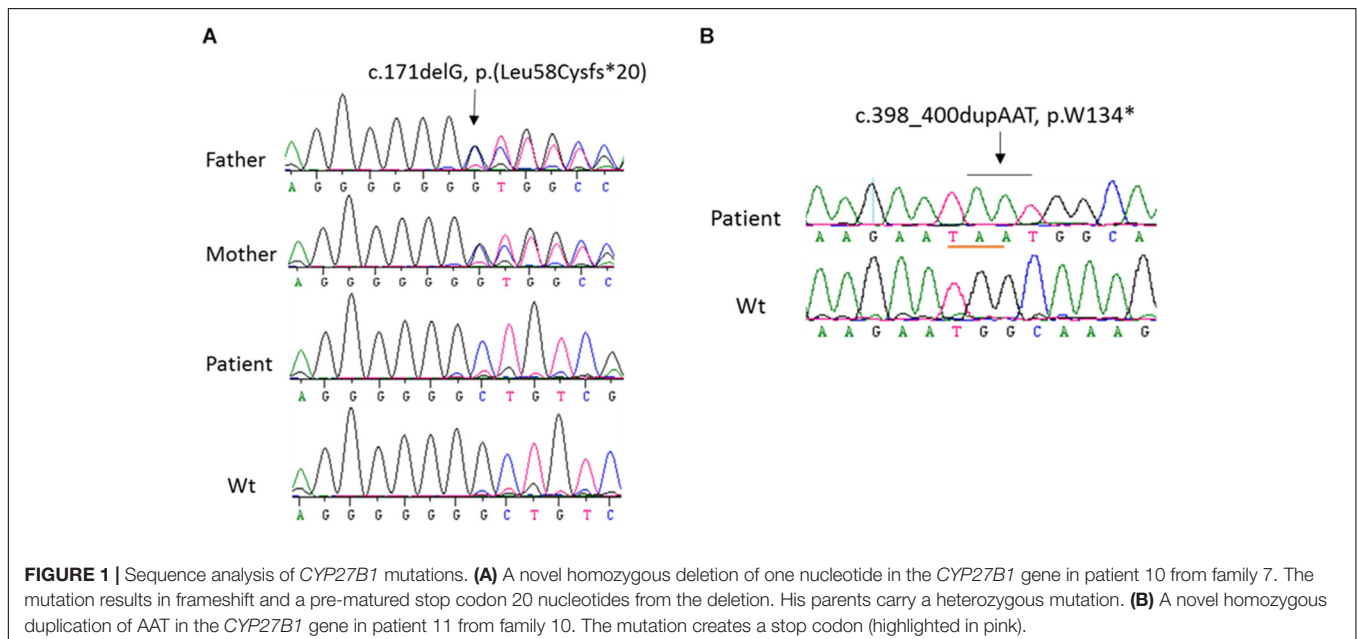 A
c.171delG, p.(Leu58Cysfs*20)
Father
A G G G G G G G T G G C C
Mother
A G G G G G G G T G G C C
Patient
A G G G G G G C T G T C G
Wt
A G G G G G G G C T G T C
B
c.398_400dupAAT, p.W134*
Patient
A A G A A T A A T G G C A
Wt
A A G A A T G G C A A A G
FIGURE 1 | Sequence analysis of CYP27B1 mutations. (A) A novel homozygous deletion of one nucleotide in the CYP27B1 gene in patient 10 from family 7. The
mutation results in frameshift and a pre-matured stop codon 20 nucleotides from the deletion. His parents carry a heterozygous mutation. (B) A novel homozygous
duplication of AAT in the CYP27B1 gene in patient 11 from family 10. The mutation creates a stop codon (highlighted in pink).